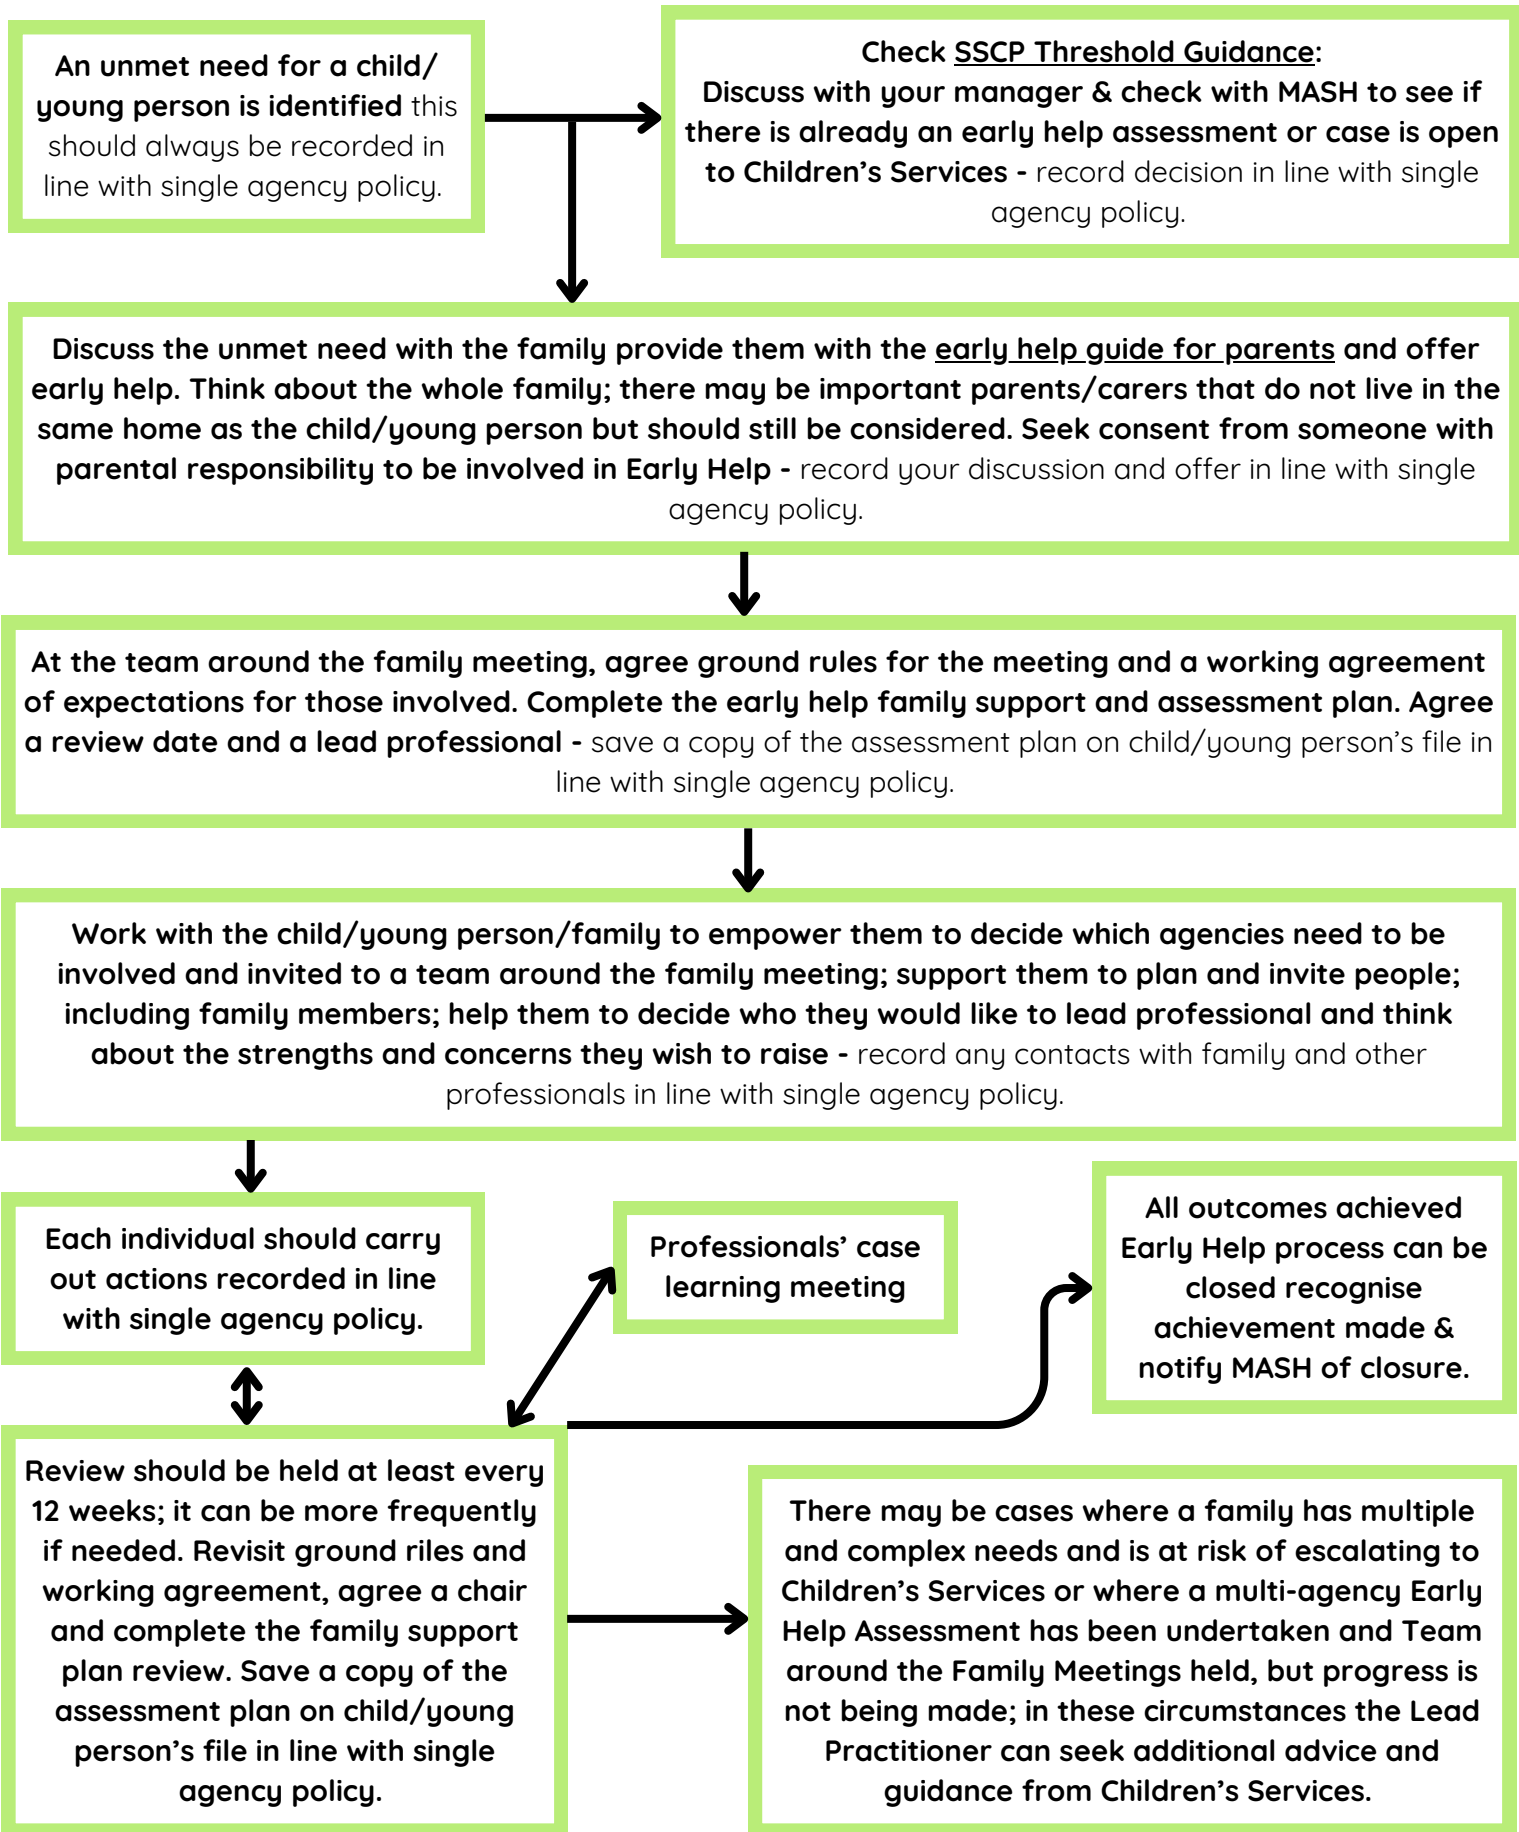 An unmet need for a child/
young person is identified this
should always be recorded in
line with single agency policy.
Check SSCP Threshold Guidance:
Discuss with your manager & check with MASH to see if
there is already an early help assessment or case is open
to Children’s Services - record decision in line with single
agency policy.
Discuss the unmet need with the family provide them with the early help guide for parents and offer
early help. Think about the whole family; there may be important parents/carers that do not live in the
same home as the child/young person but should still be considered. Seek consent from someone with
parental responsibility to be involved in Early Help - record your discussion and offer in line with single
agency policy.
At the team around the family meeting, agree ground rules for the meeting and a working agreement
of expectations for those involved. Complete the early help family support and assessment plan. Agree
a review date and a lead professional - save a copy of the assessment plan on child/young person’s file in
line with single agency policy.
Work with the child/young person/family to empower them to decide which agencies need to be
involved and invited to a team around the family meeting; support them to plan and invite people;
including family members; help them to decide who they would like to lead professional and think
about the strengths and concerns they wish to raise - record any contacts with family and other
professionals in line with single agency policy.
Each individual should carry
out actions recorded in line
with single agency policy.
Professionals’ case
learning meeting
All outcomes achieved
Early Help process can be
closed recognise
achievement made &
notify MASH of closure.
Review should be held at least every
12 weeks; it can be more frequently
if needed. Revisit ground riles and
working agreement, agree a chair
and complete the family support
plan review. Save a copy of the
assessment plan on child/young
person’s file in line with single
agency policy.
There may be cases where a family has multiple
and complex needs and is at risk of escalating to
Children’s Services or where a multi-agency Early
Help Assessment has been undertaken and Team
around the Family Meetings held, but progress is
not being made; in these circumstances the Lead
Practitioner can seek additional advice and
guidance from Children’s Services.